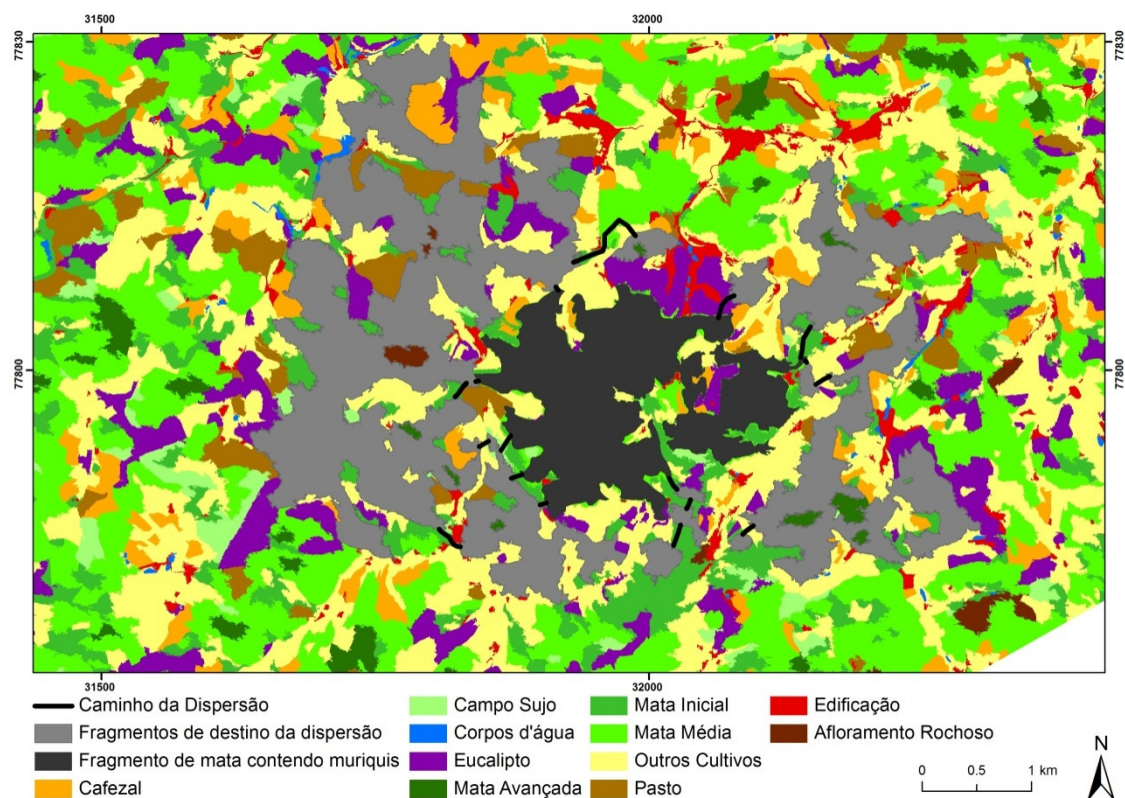 31500 32000
77830 77830
77800 77800
31500 32000
Caminho da Dispersão Campo Sujo Mata Inicial Edificação
Fragmentos de destino da dispersão Corpos d'água Mata Média Afloramento Rochoso
Fragmento de mata contendo muriquis Eucalipto Outros Cultivos
Cafezal Mata Avançada Pasto
N
0 0.5 1 km